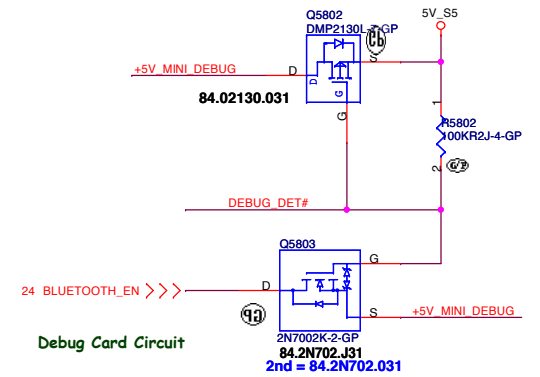 Q5802
DMP2130L-7-GP
5V_S5
+5V_MINI_DEBUG
D
S
D
G
84.02130.031
G
1
R5802
100KR2J-4-GP
2
G/P
DEBUG_DET#
Q5803
G
24 BLUETOOTH_EN
D
S
+5V_MINI_DEBUG
2N7002K-2-GP
84.2N702.J31
2nd = 84.2N702.031
Debug Card Circuit